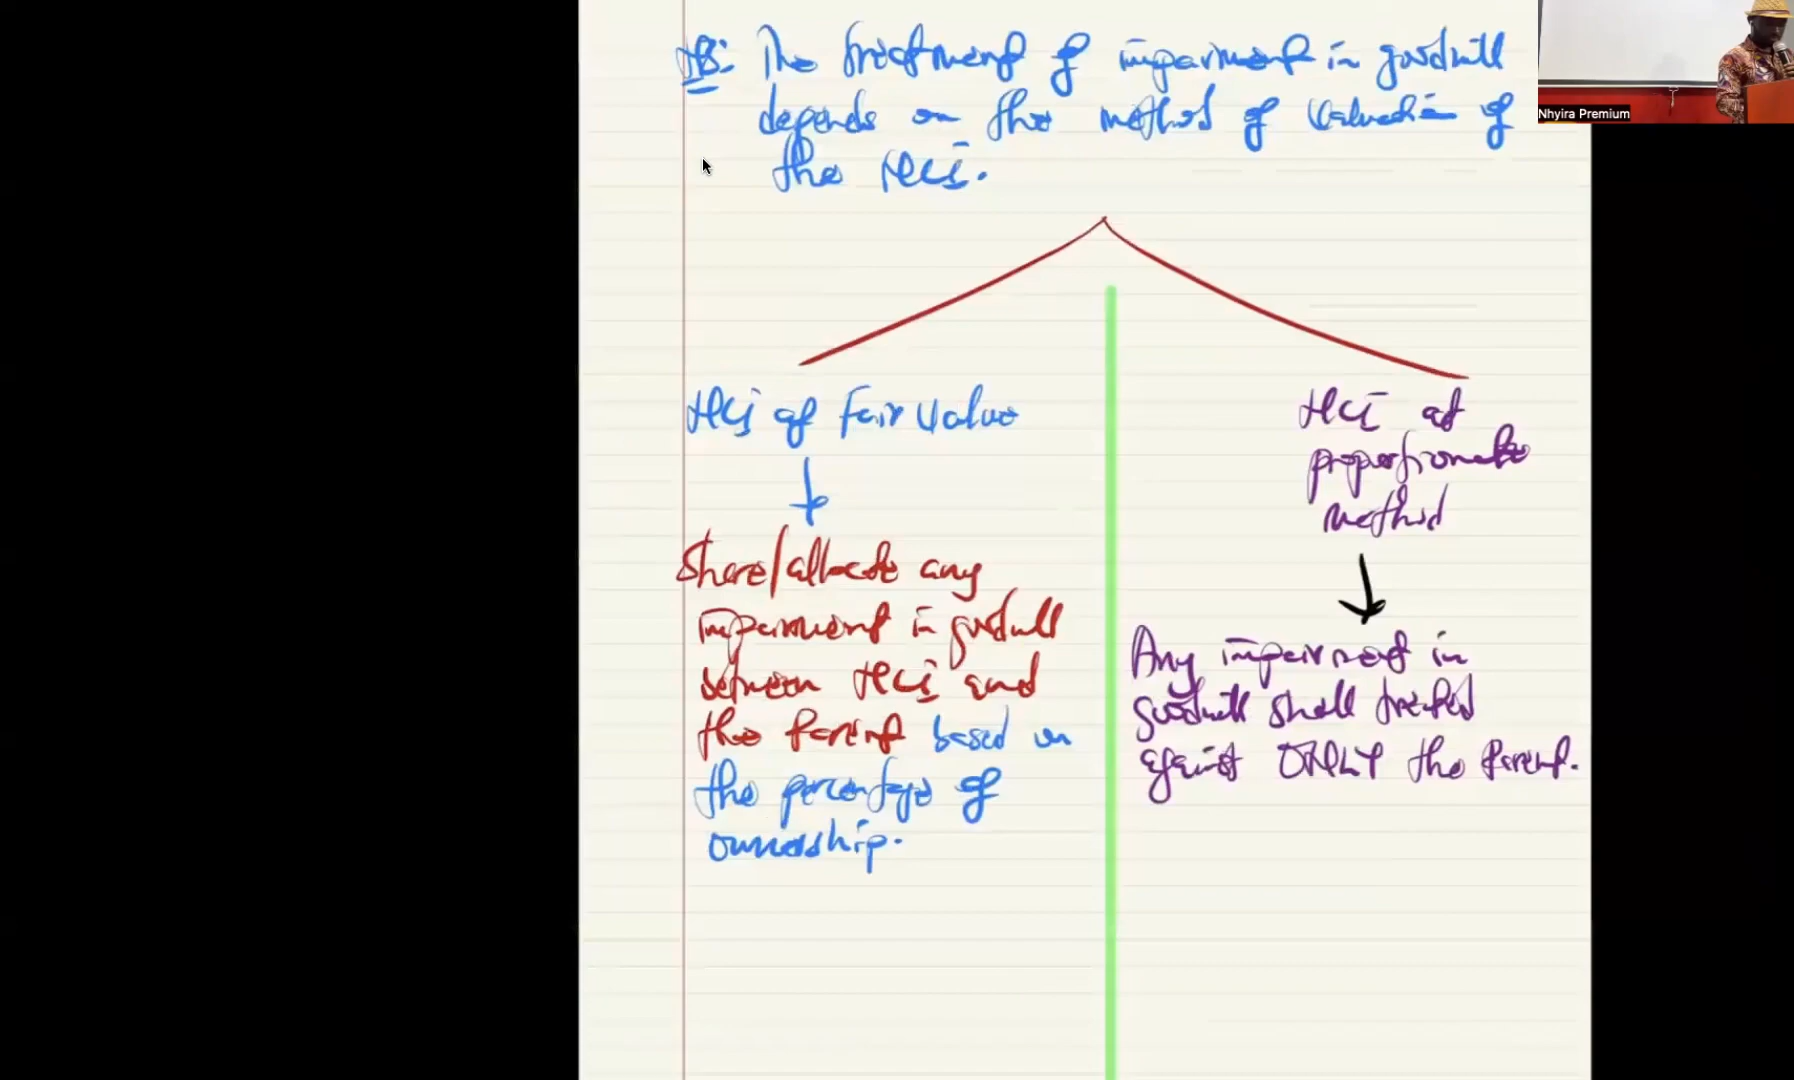 NB: The treatment of impairment in goodwill
depends on the method of Valuation of
the NCI.
NCI at Fair Value
Share/allocate any
impairment in goodwill
between NCI and
the Parent based on
the percentage of
ownership.
NCI at
proportionate
method
Any impairment in
goodwill shall treated
against ONLY the Parent.
Nhyira Premium